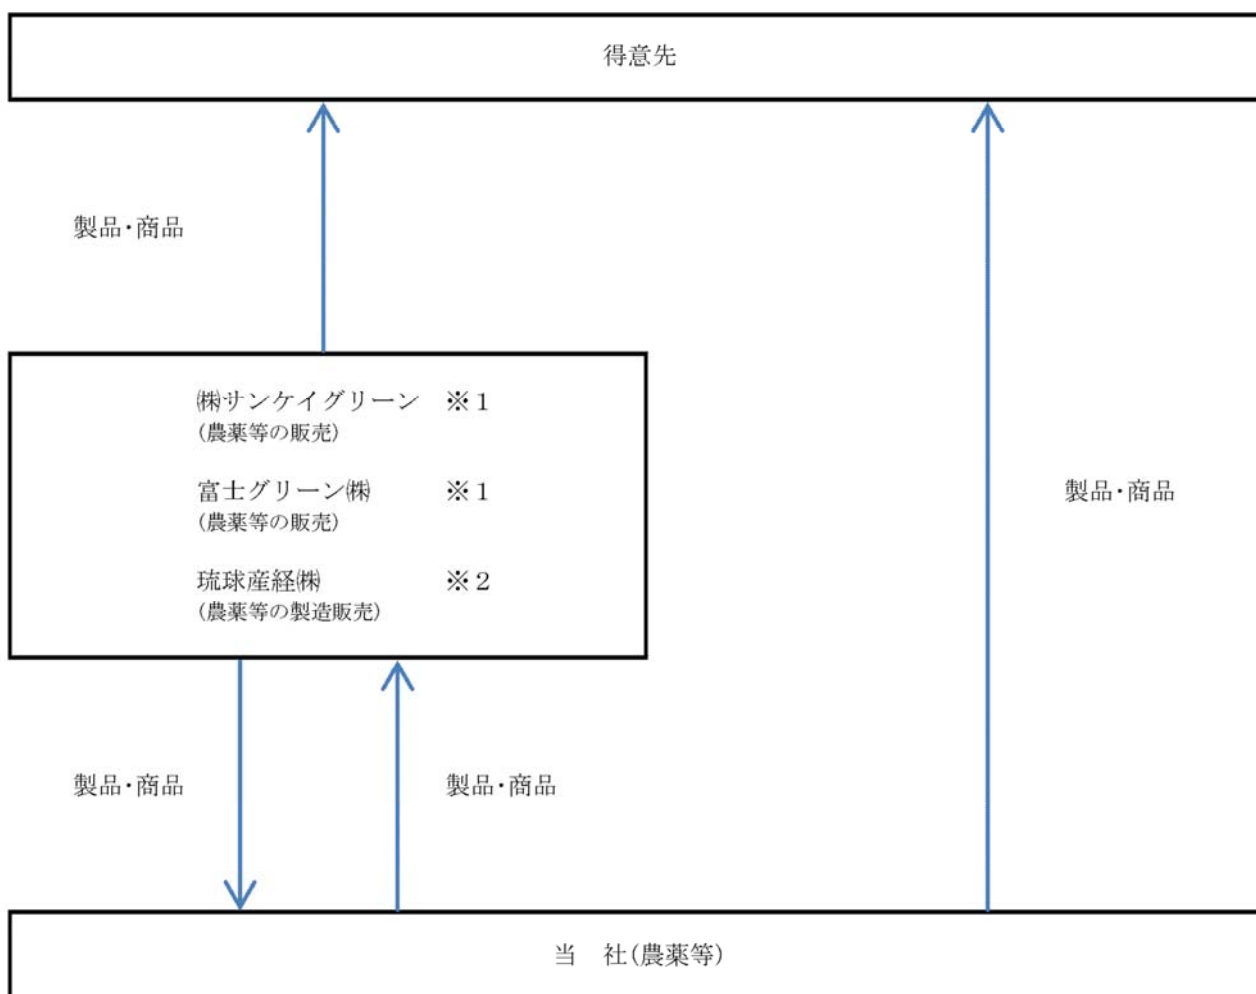 得意先
製品・商品
㈱サンケイグリーン ※1
(農薬等の販売)
富士グリーン㈱ ※1
(農薬等の販売)
製品・商品
琉球産経㈱ ※2
(農薬等の製造販売)
製品・商品
製品・商品
当 社(農薬等)